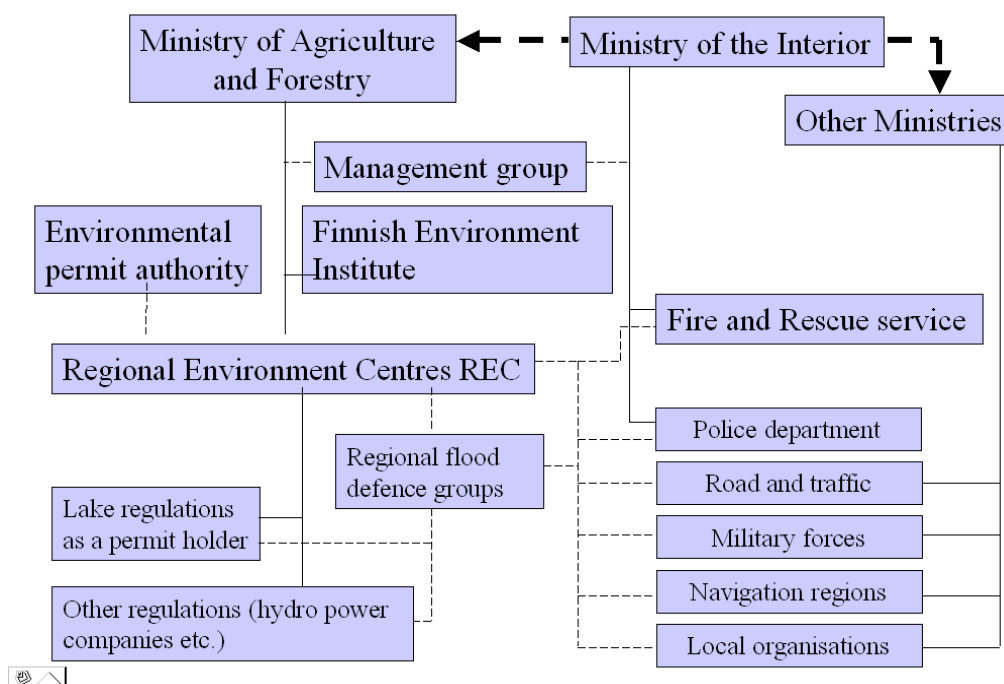 Ministry of Agriculture
and Forestry
Ministry of the Interior
Other Ministries
Management group
Environmental
permit authority
Finnish Environment
Institute
Fire and Rescue service
Regional Environment Centres REC
Police department
Regional flood
defence groups
Road and traffic
Lake regulations
as a permit holder
Military forces
Navigation regions
Other regulations (hydro power
companies etc.)
Local organisations